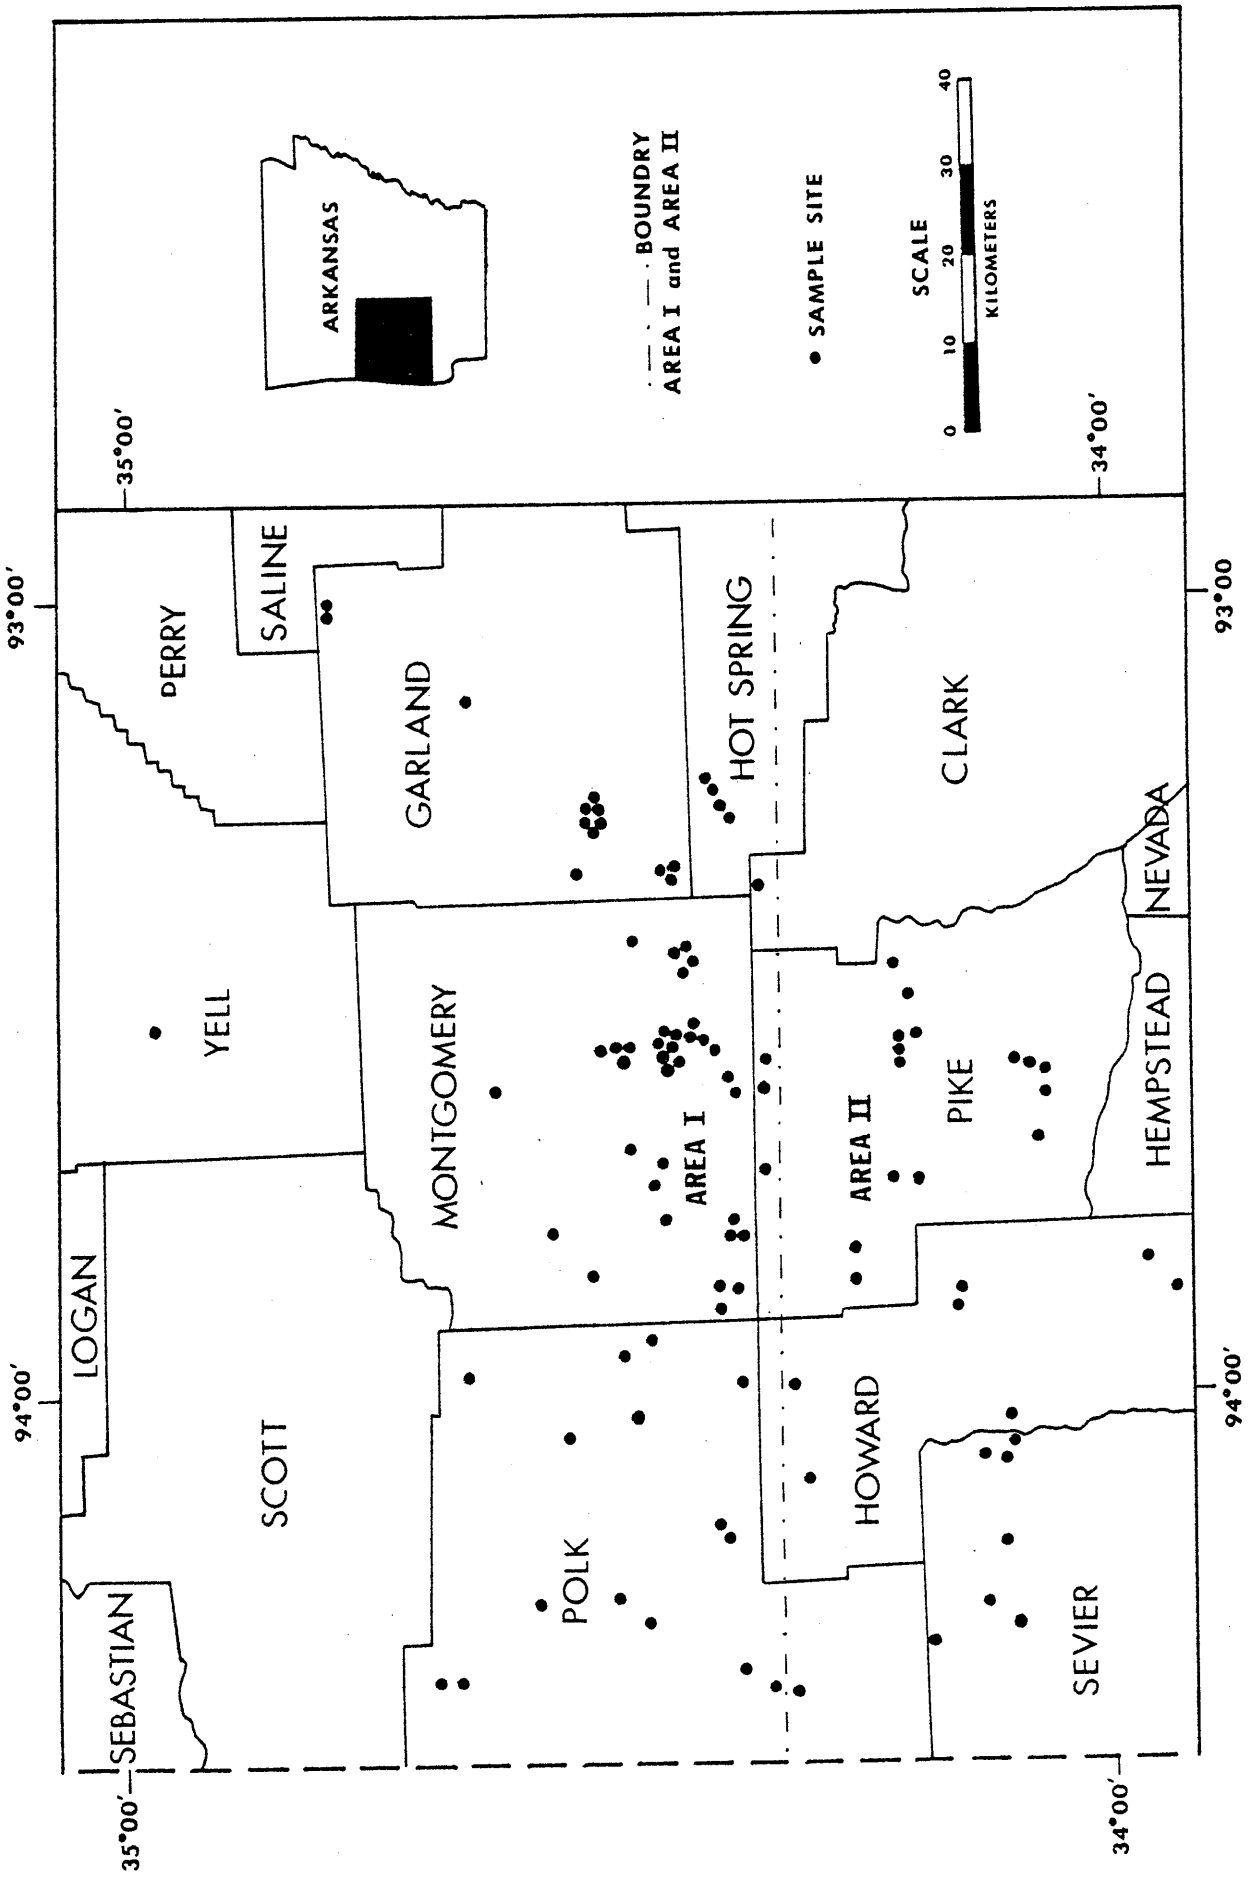 94°00'
93°00'
35°00'
35°00'
SEBASTIAN
LOGAN
YELL
PERRY
SALINE
SCOTT
GARLAND
MONTGOMERY
POLK
AREA I
HOT SPRING
HOWARD
AREA II
PIKE
CLARK
SEVIER
HEMPSTEAD
NEVADA
34°00'
34°00'
94°00'
93°00
ARKANSAS
BOUNDRY
AREA I and AREA II
SAMPLE SITE
SCALE
0 10 20 30 40
KILOMETERS